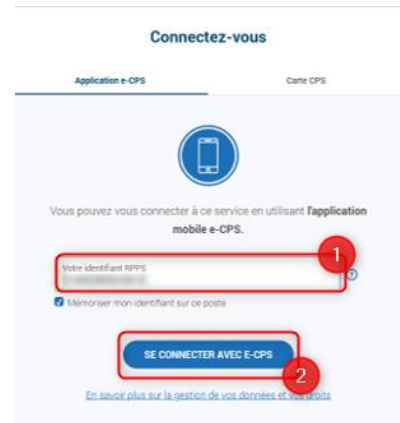 Connectez-vous
Application e-CPS
Carte CPS
Vous pouvez vous connecter à ce service en utilisant l'application
mobile e-CPS.
1
Votre identifiant RPPS
?
Mémoriser mon identifiant sur ce poste
SE CONNECTER AVEC E-CPS
2
En savoir plus sur la gestion de vos données et vos droits